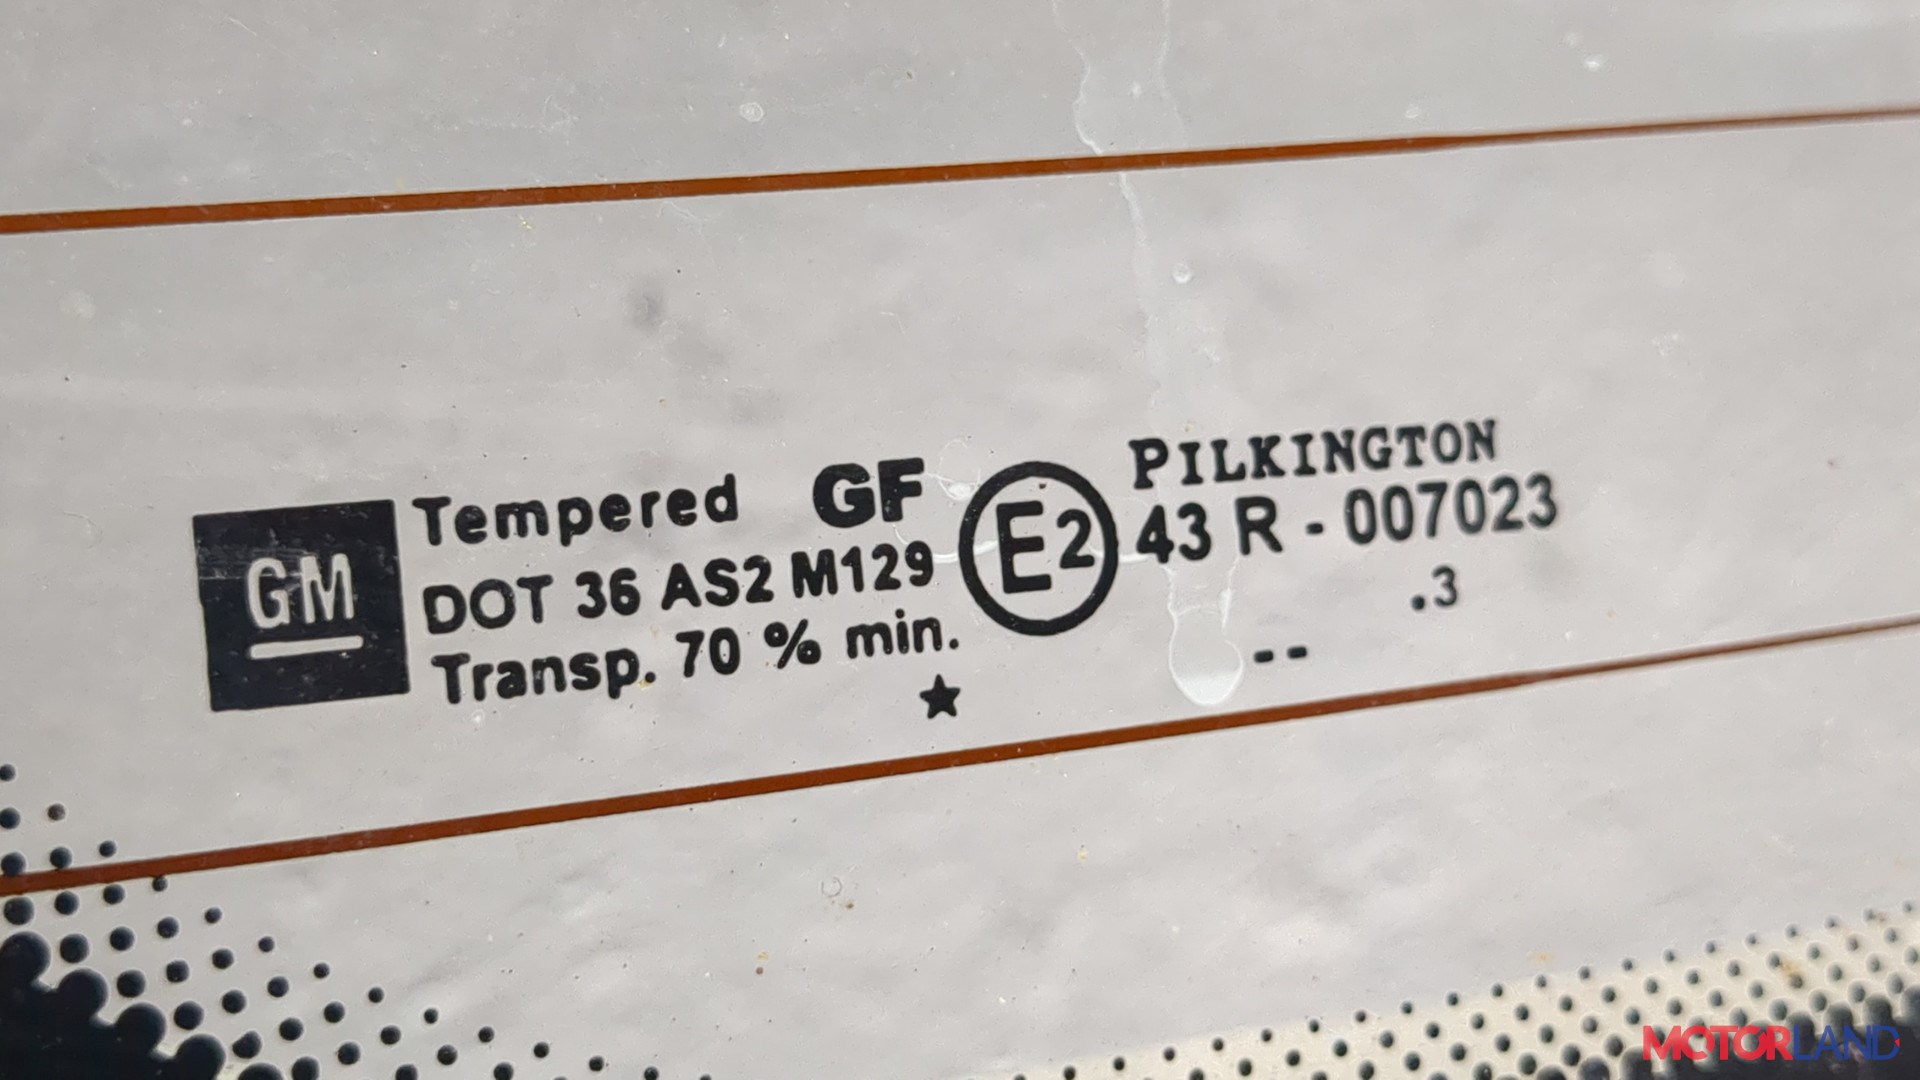 GM
Tempered GF
DOT 36 AS2 M129
Transp. 70 % min.
E2
PILKINGTON
43 R - 007023
.3
--
MOTORLAND